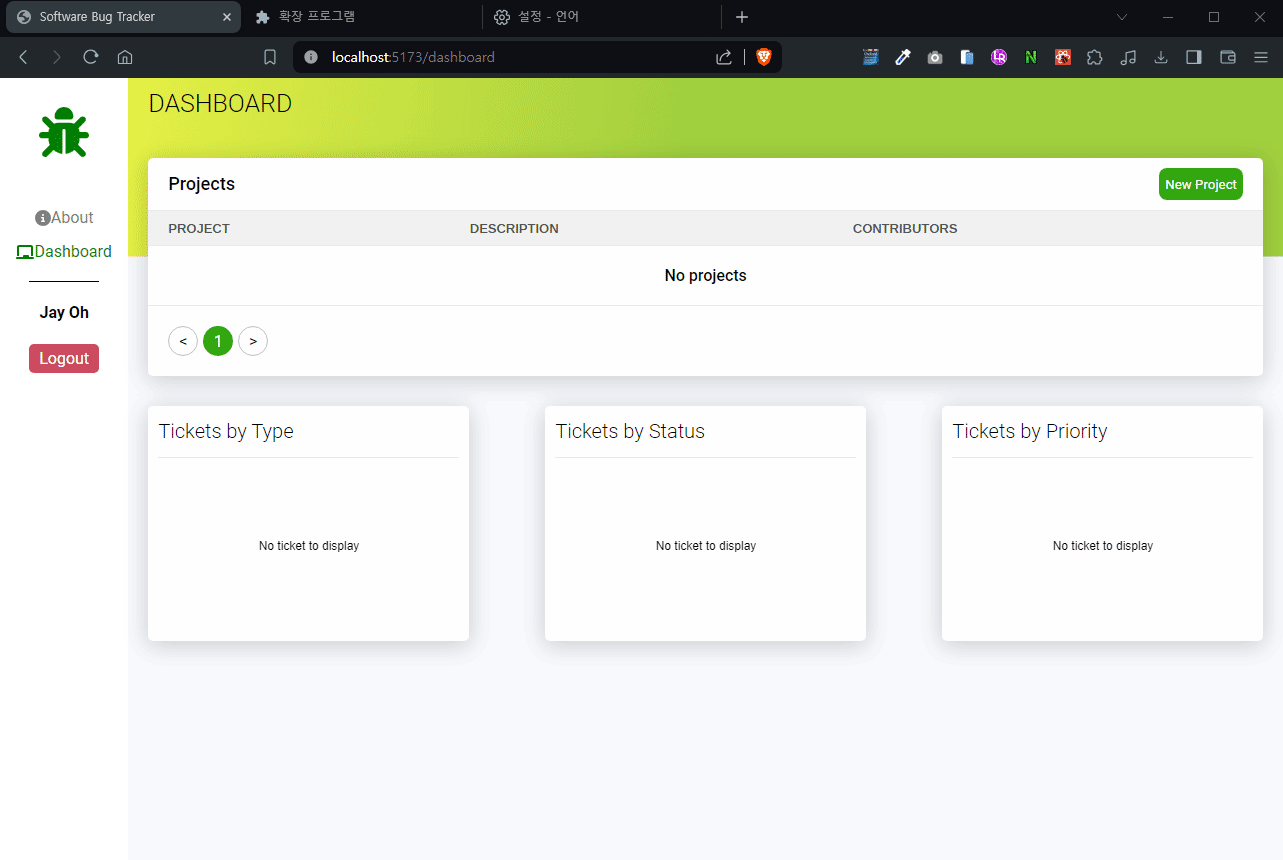 Software Bug Tracker
확장 프로그램
설정 - 언어
localhost:5173/dashboard
DASHBOARD
About
Dashboard
Jay Oh
Logout
Projects
New Project
PROJECT DESCRIPTION CONTRIBUTORS
No projects
< 1 >
Tickets by Type
No ticket to display
Tickets by Status
No ticket to display
Tickets by Priority
No ticket to display